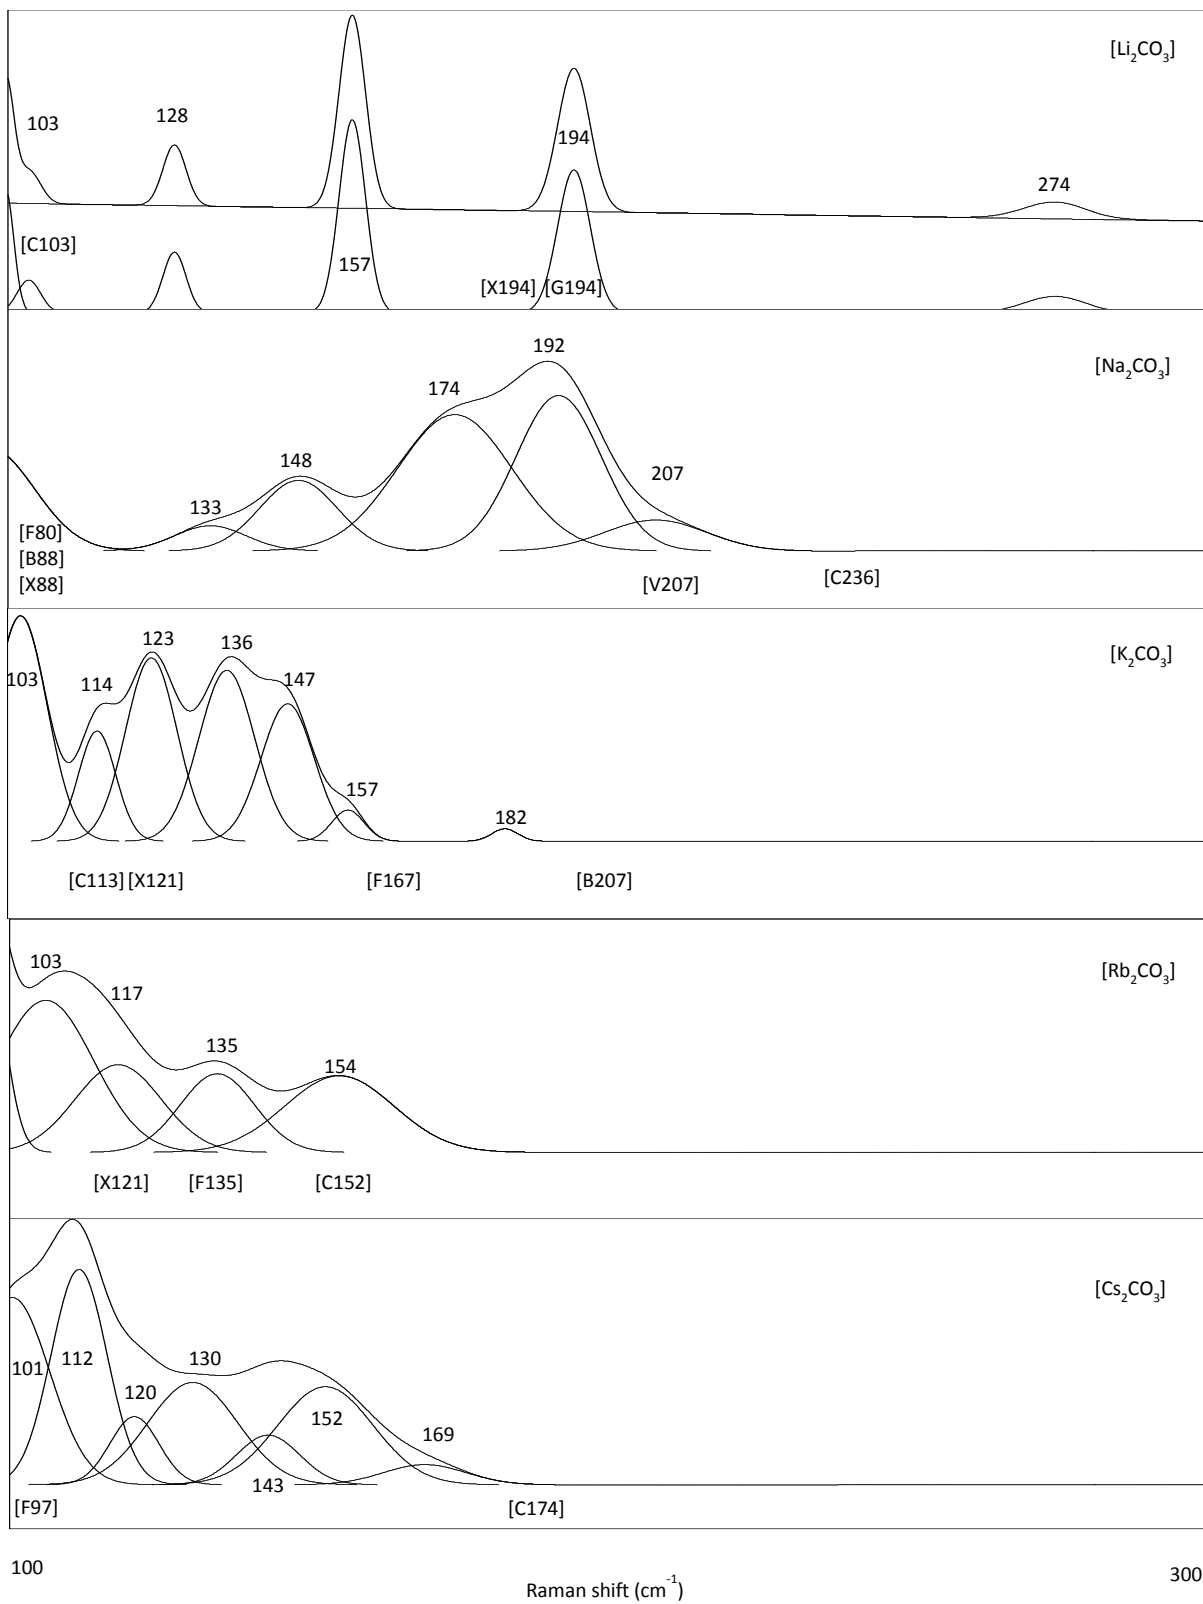 [Li₂CO₃]
103
128
194
274
[C103]
157
[X194] [G194]
192
[Na₂CO₃]
174
148
207
133
[F80]
[B88]
[X88]
[V207]
[C236]
123
136
[K₂CO₃]
103
114
147
157
182
[C113] [X121]
[F167]
[B207]
103
[Rb₂CO₃]
117
135
154
[X121]
[F135]
[C152]
[Cs₂CO₃]
101
112
130
120
152
169
143
[F97]
[C174]
100
300
Raman shift (cm⁻¹)